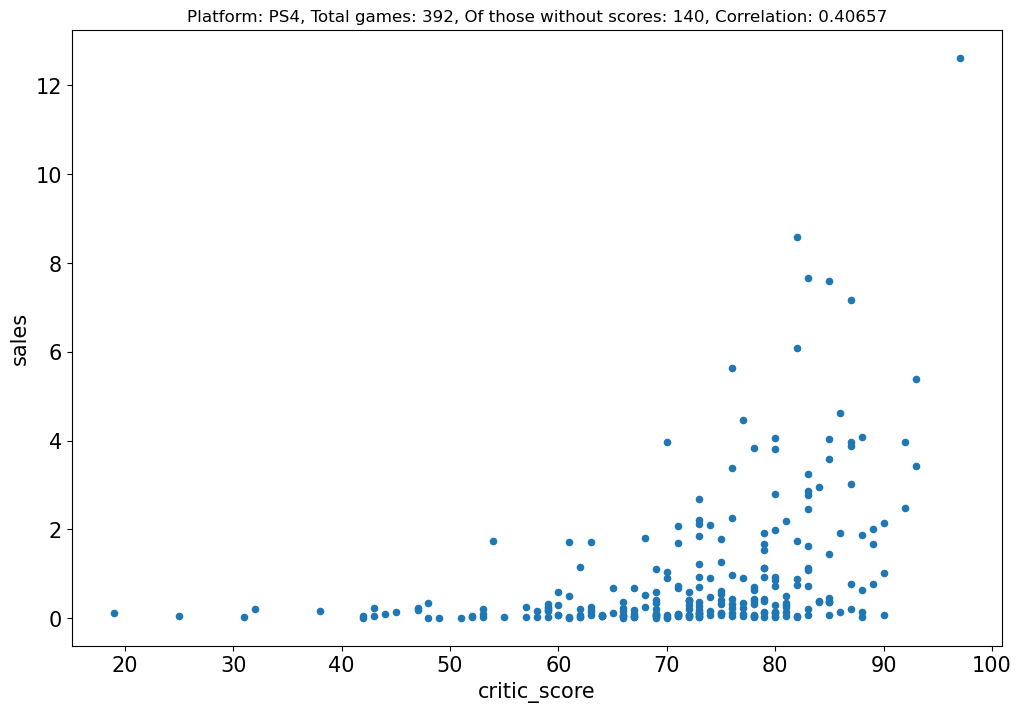 Platform: PS4, Total games: 392, Of those without scores: 140, Correlation: 0.40657
12
10
8
6
4
2
0
sales
20 30 40 50 60 70 80 90 100
critic_score